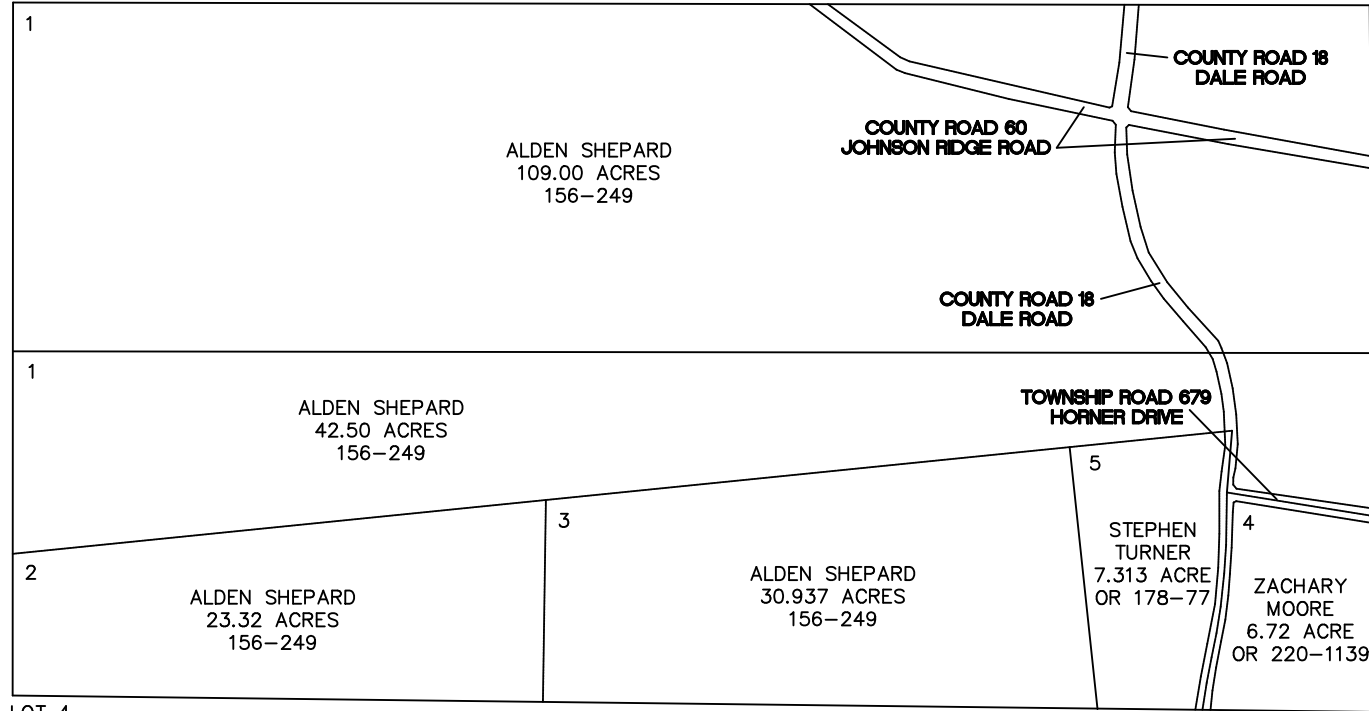 1
COUNTY ROAD 18
DALE ROAD
COUNTY ROAD 60
JOHNSON RIDGE ROAD
ALDEN SHEPARD
109.00 ACRES
156-249
COUNTY ROAD 18
DALE ROAD
1
ALDEN SHEPARD
42.50 ACRES
156-249
TOWNSHIP ROAD 679
HORNER DRIVE
5
STEPHEN
TURNER
7.313 ACRE
OR 178-77
4
ZACHARY
MOORE
6.72 ACRE
OR 220-1139
3
ALDEN SHEPARD
30.937 ACRES
156-249
2
ALDEN SHEPARD
23.32 ACRES
156-249
LOT 4